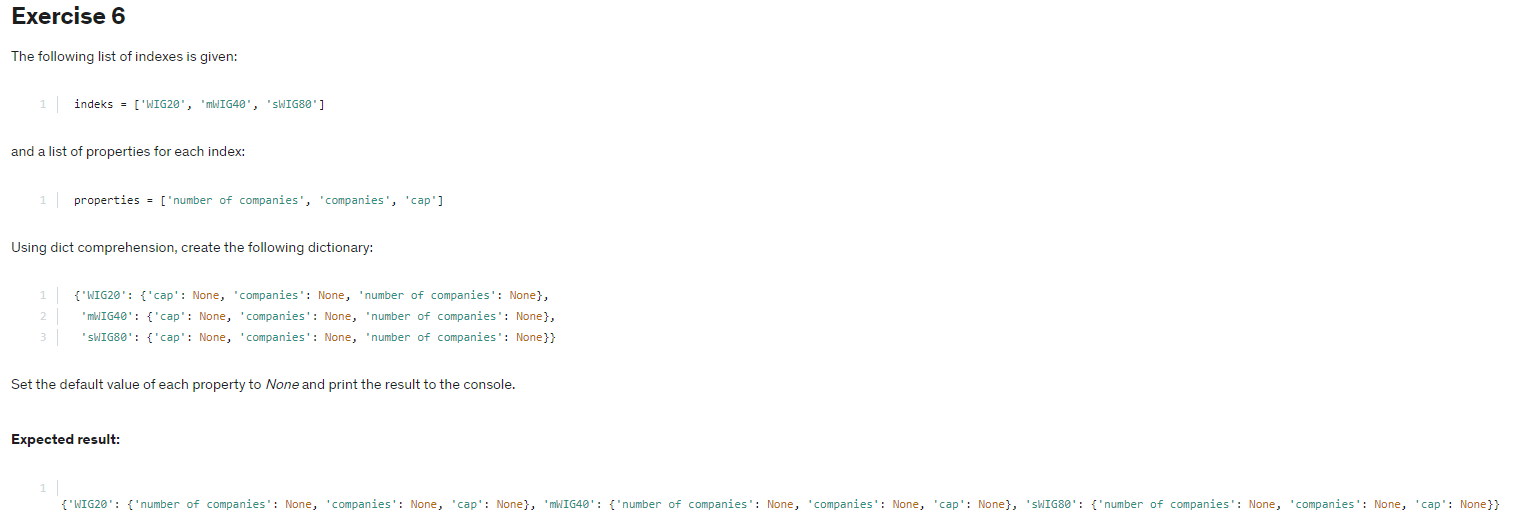 Exercise 6
The following list of indexes is given:
1 indeks = ['WIG20', 'mWIG40', 'sWIG80']
and a list of properties for each index:
1 properties = ['number of companies', 'companies', 'cap']
Using dict comprehension, create the following dictionary:
1 {'WIG20': {'cap': None, 'companies': None, 'number of companies': None},
2 'mWIG40': {'cap': None, 'companies': None, 'number of companies': None},
3 'sWIG80': {'cap': None, 'companies': None, 'number of companies': None}}
Set the default value of each property to None and print the result to the console.
Expected result:
1
{'WIG20': {'number of companies': None, 'companies': None, 'cap': None}, 'mWIG40': {'number of companies': None, 'companies': None, 'cap': None}, 'sWIG80': {'number of companies': None, 'companies': None, 'cap': None}}